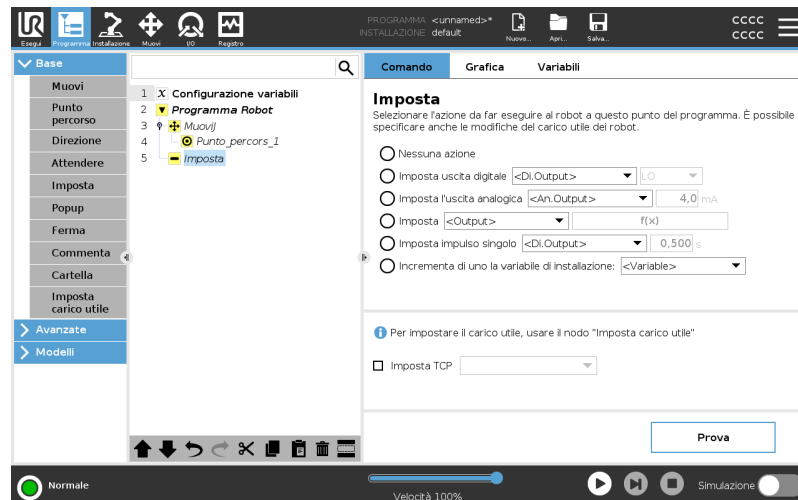 PROGRAMMA <unnamed>*
INSTALLAZIONE default
UR
Esegui
Programma
Installazione
Muovi
I/O
Registro
Nuovo...
Apri...
Salva...
cccc
cccc
Base
Muovi
Punto
percorso
Direzione
Attendere
Imposta
Popup
Ferma
Commenta
Cartella
Imposta
carico utile
Avanzate
Modelli
1 X Configurazione variabili
2 Programma Robot
3 MuoviJ
4 Punto_percors_1
5 Imposta
Comando Grafica Variabili
Imposta
Selezionare l'azione da far eseguire al robot a questo punto del programma. È possibile
specificare anche le modifiche del carico utile dei robot.
Nessuna azione
Imposta uscita digitale <Di.Output> LO
Imposta l'uscita analogica <An.Output> 4,0 mA
Imposta <Output> f(x)
Imposta impulso singolo <Di.Output> 0,500 s
Incrementa di uno la variabile di installazione: <Variable>
Per impostare il carico utile, usare il nodo "Imposta carico utile"
Imposta TCP
Prova
Normale
Velocità 100%
Simulazione